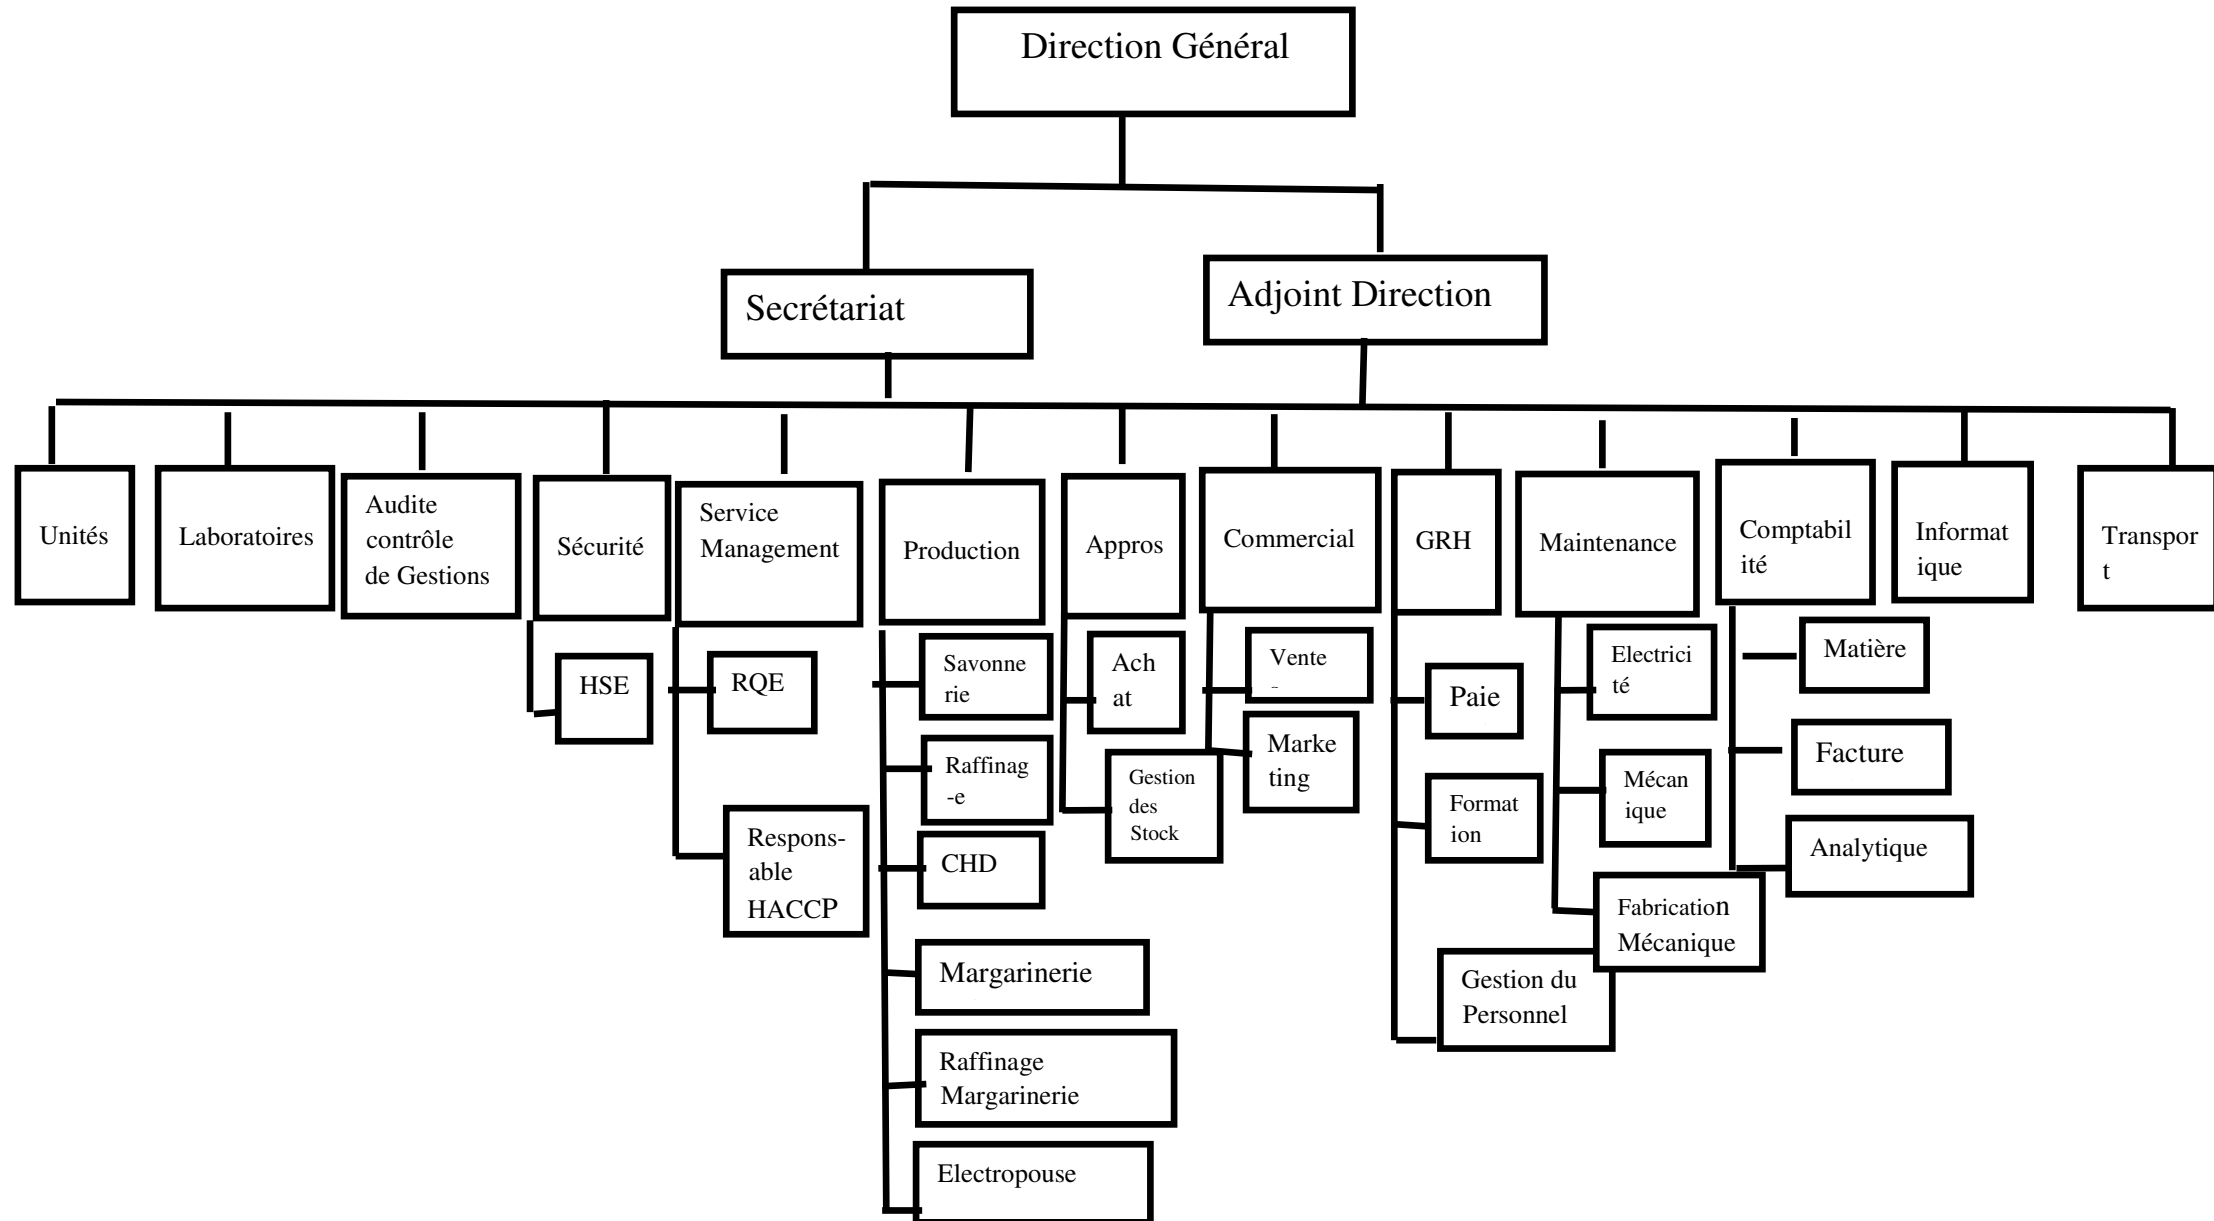 Direction Général
Secrétariat
Adjoint Direction
Unités
Laboratoires
Audite
contrôle
de Gestions
Sécurité
Service
Management
Production
Appros
Commercial
GRH
Maintenance
Comptabil
ité
Informat
ique
Transpor
t
HSE
RQE
Respons-
able
HACCP
Savonne
rie
Raffinag
-e
CHD
Margarinerie
Raffinage
Margarinerie
Electropouse
Ach
at
Gestion
des
Stock
Vente
Marke
ting
Paie
Format
ion
Gestion du
Personnel
Electrici
té
Mécan
ique
Fabrication
Mécanique
Matière
Facture
Analytique